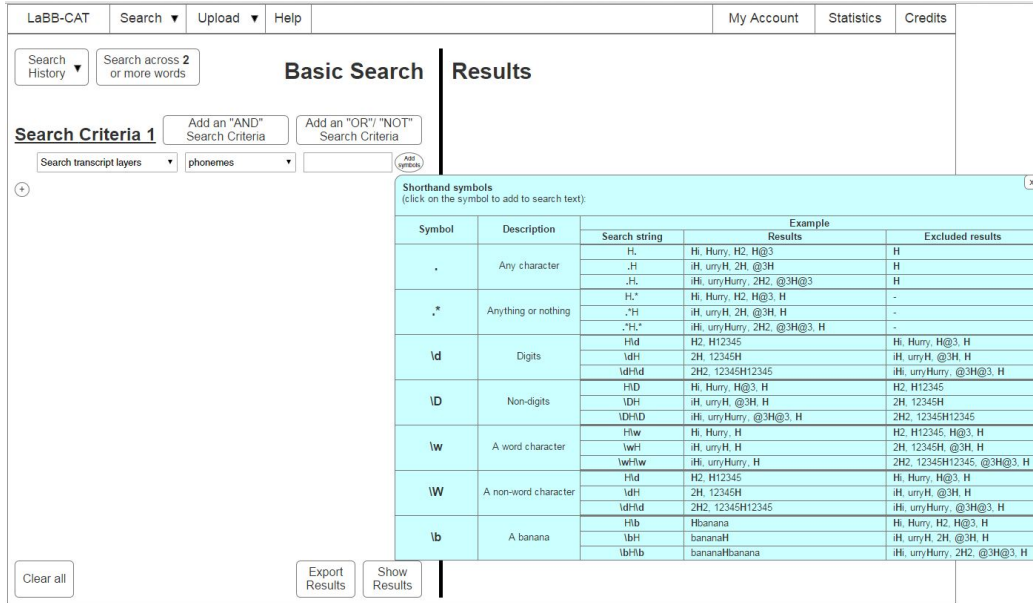 LaBB-CAT Search ▼ Upload ▼ Help My Account Statistics Credits
Search History ▼ Search across 2 or more words
Basic Search Results
Search Criteria 1 Add an "AND" Search Criteria Add an "OR"/ "NOT" Search Criteria
Search transcript layers ▼ phonemes ▼ Add symbols
+
Shorthand symbols x
(click on the symbol to add to search text):
Symbol Description Example
Search string Results Excluded results
. Any character
H. Hi, Hurry, H2, H@3 H
.H iH, urryH, 2H, @3H H
.H. iHi, urryHurry, 2H2, @3H@3 H
.* Anything or nothing
H.* Hi, Hurry, H2, H@3, H -
.*H iH, urryH, 2H, @3H, H -
.*H.* iHi, urryHurry, 2H2, @3H@3, H -
\d Digits
H\d H2, H12345 Hi, Hurry, H@3, H
\dH 2H, 12345H iH, urryH, @3H, H
\dH\d 2H2, 12345H12345 iHi, urryHurry, @3H@3, H
\D Non-digits
H\D Hi, Hurry, H@3, H H2, H12345
\DH iH, urryH, @3H, H 2H, 12345H
\DH\D iHi, urryHurry, @3H@3, H 2H2, 12345H12345
\w A word character
H\w Hi, Hurry, H H2, H12345, H@3, H
\wH iH, urryH, H 2H, 12345H, @3H, H
\wH\w iHi, urryHurry, H 2H2, 12345H12345, @3H@3, H
\W A non-word character
H\d H2, H12345 Hi, Hurry, H@3, H
\dH 2H, 12345H iH, urryH, @3H, H
\dH\d 2H2, 12345H12345 iHi, urryHurry, @3H@3, H
\b A banana
H\b Hbanana Hi, Hurry, H2, H@3, H
\bH bananaH iH, urryH, 2H, @3H, H
\bH\b bananaHbanana iHi, urryHurry, 2H2, @3H@3, H
Clear all Export Results Show Results